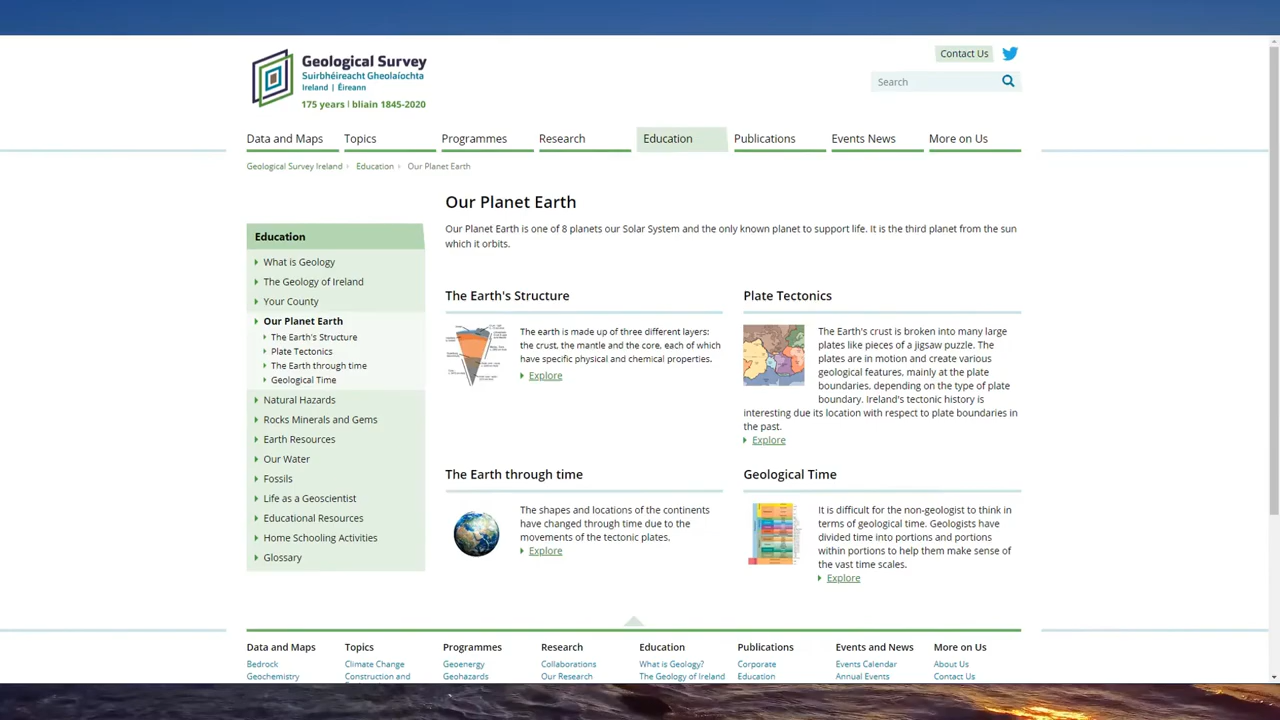 Geological Survey
Suirbhéireacht Gheolaíochta
Ireland | Éireann
175 years | bliain 1845-2020
Contact Us
Search
Data and Maps
Topics
Programmes
Research
Education
Publications
Events News
More on Us
Geological Survey Ireland
Education
Our Planet Earth
Education
What is Geology
The Geology of Ireland
Your County
Our Planet Earth
The Earth's Structure
Plate Tectonics
The Earth through time
Geological Time
Natural Hazards
Rocks Minerals and Gems
Earth Resources
Our Water
Fossils
Life as a Geoscientist
Educational Resources
Home Schooling Activities
Glossary
Our Planet Earth
Our Planet Earth is one of 8 planets our Solar System and the only known planet to support life. It is the third planet from the sun
which it orbits.
The Earth's Structure
The earth is made up of three different layers:
the crust, the mantle and the core, each of which
have specific physical and chemical properties.
Explore
Plate Tectonics
The Earth's crust is broken into many large
plates like pieces of a jigsaw puzzle. The
plates are in motion and create various
geological features, mainly at the plate
boundaries, depending on the type of plate
boundary. Ireland's tectonic history is
interesting due its location with respect to plate boundaries in
the past.
Explore
The Earth through time
The shapes and locations of the continents
have changed through time due to the
movements of the tectonic plates.
Explore
Geological Time
It is difficult for the non-geologist to think in
terms of geological time. Geologists have
divided time into portions and portions
within portions to help them make sense of
the vast time scales.
Explore
Data and Maps
Bedrock
Geochemistry
Topics
Climate Change
Construction and
Programmes
Geoenergy
Geohazards
Research
Collaborations
Our Research
Education
What is Geology?
The Geology of Ireland
Publications
Corporate
Education
Events and News
Events Calendar
Annual Events
More on Us
About Us
Contact Us